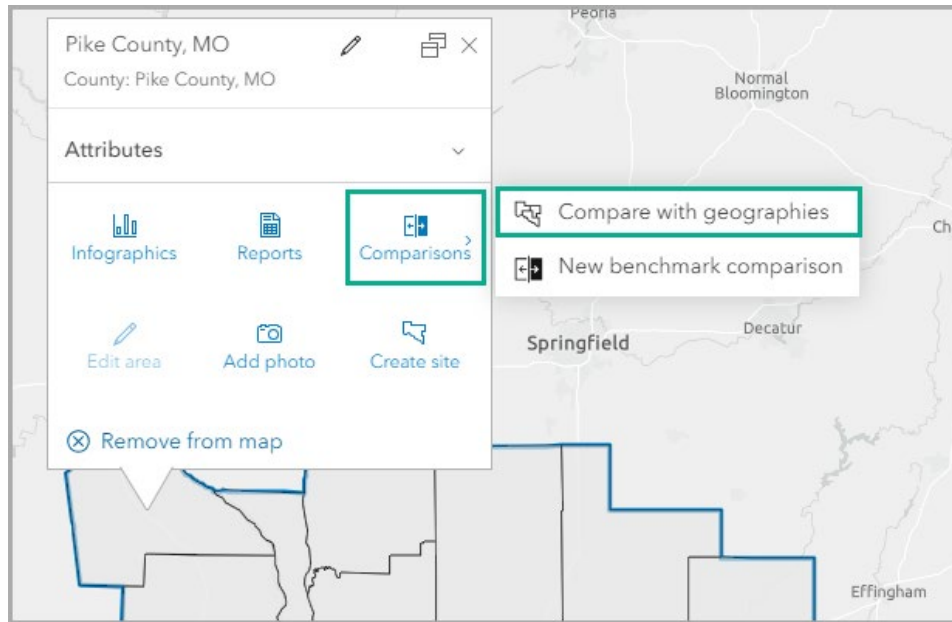 Peoria
Pike County, MO
County: Pike County, MO
Normal
Bloomington
Attributes
Compare with geographies
Ch
Infographics
Reports
Comparisons
New benchmark comparison
Decatur
Springfield
Edit area
Add photo
Create site
Remove from map
Effingham